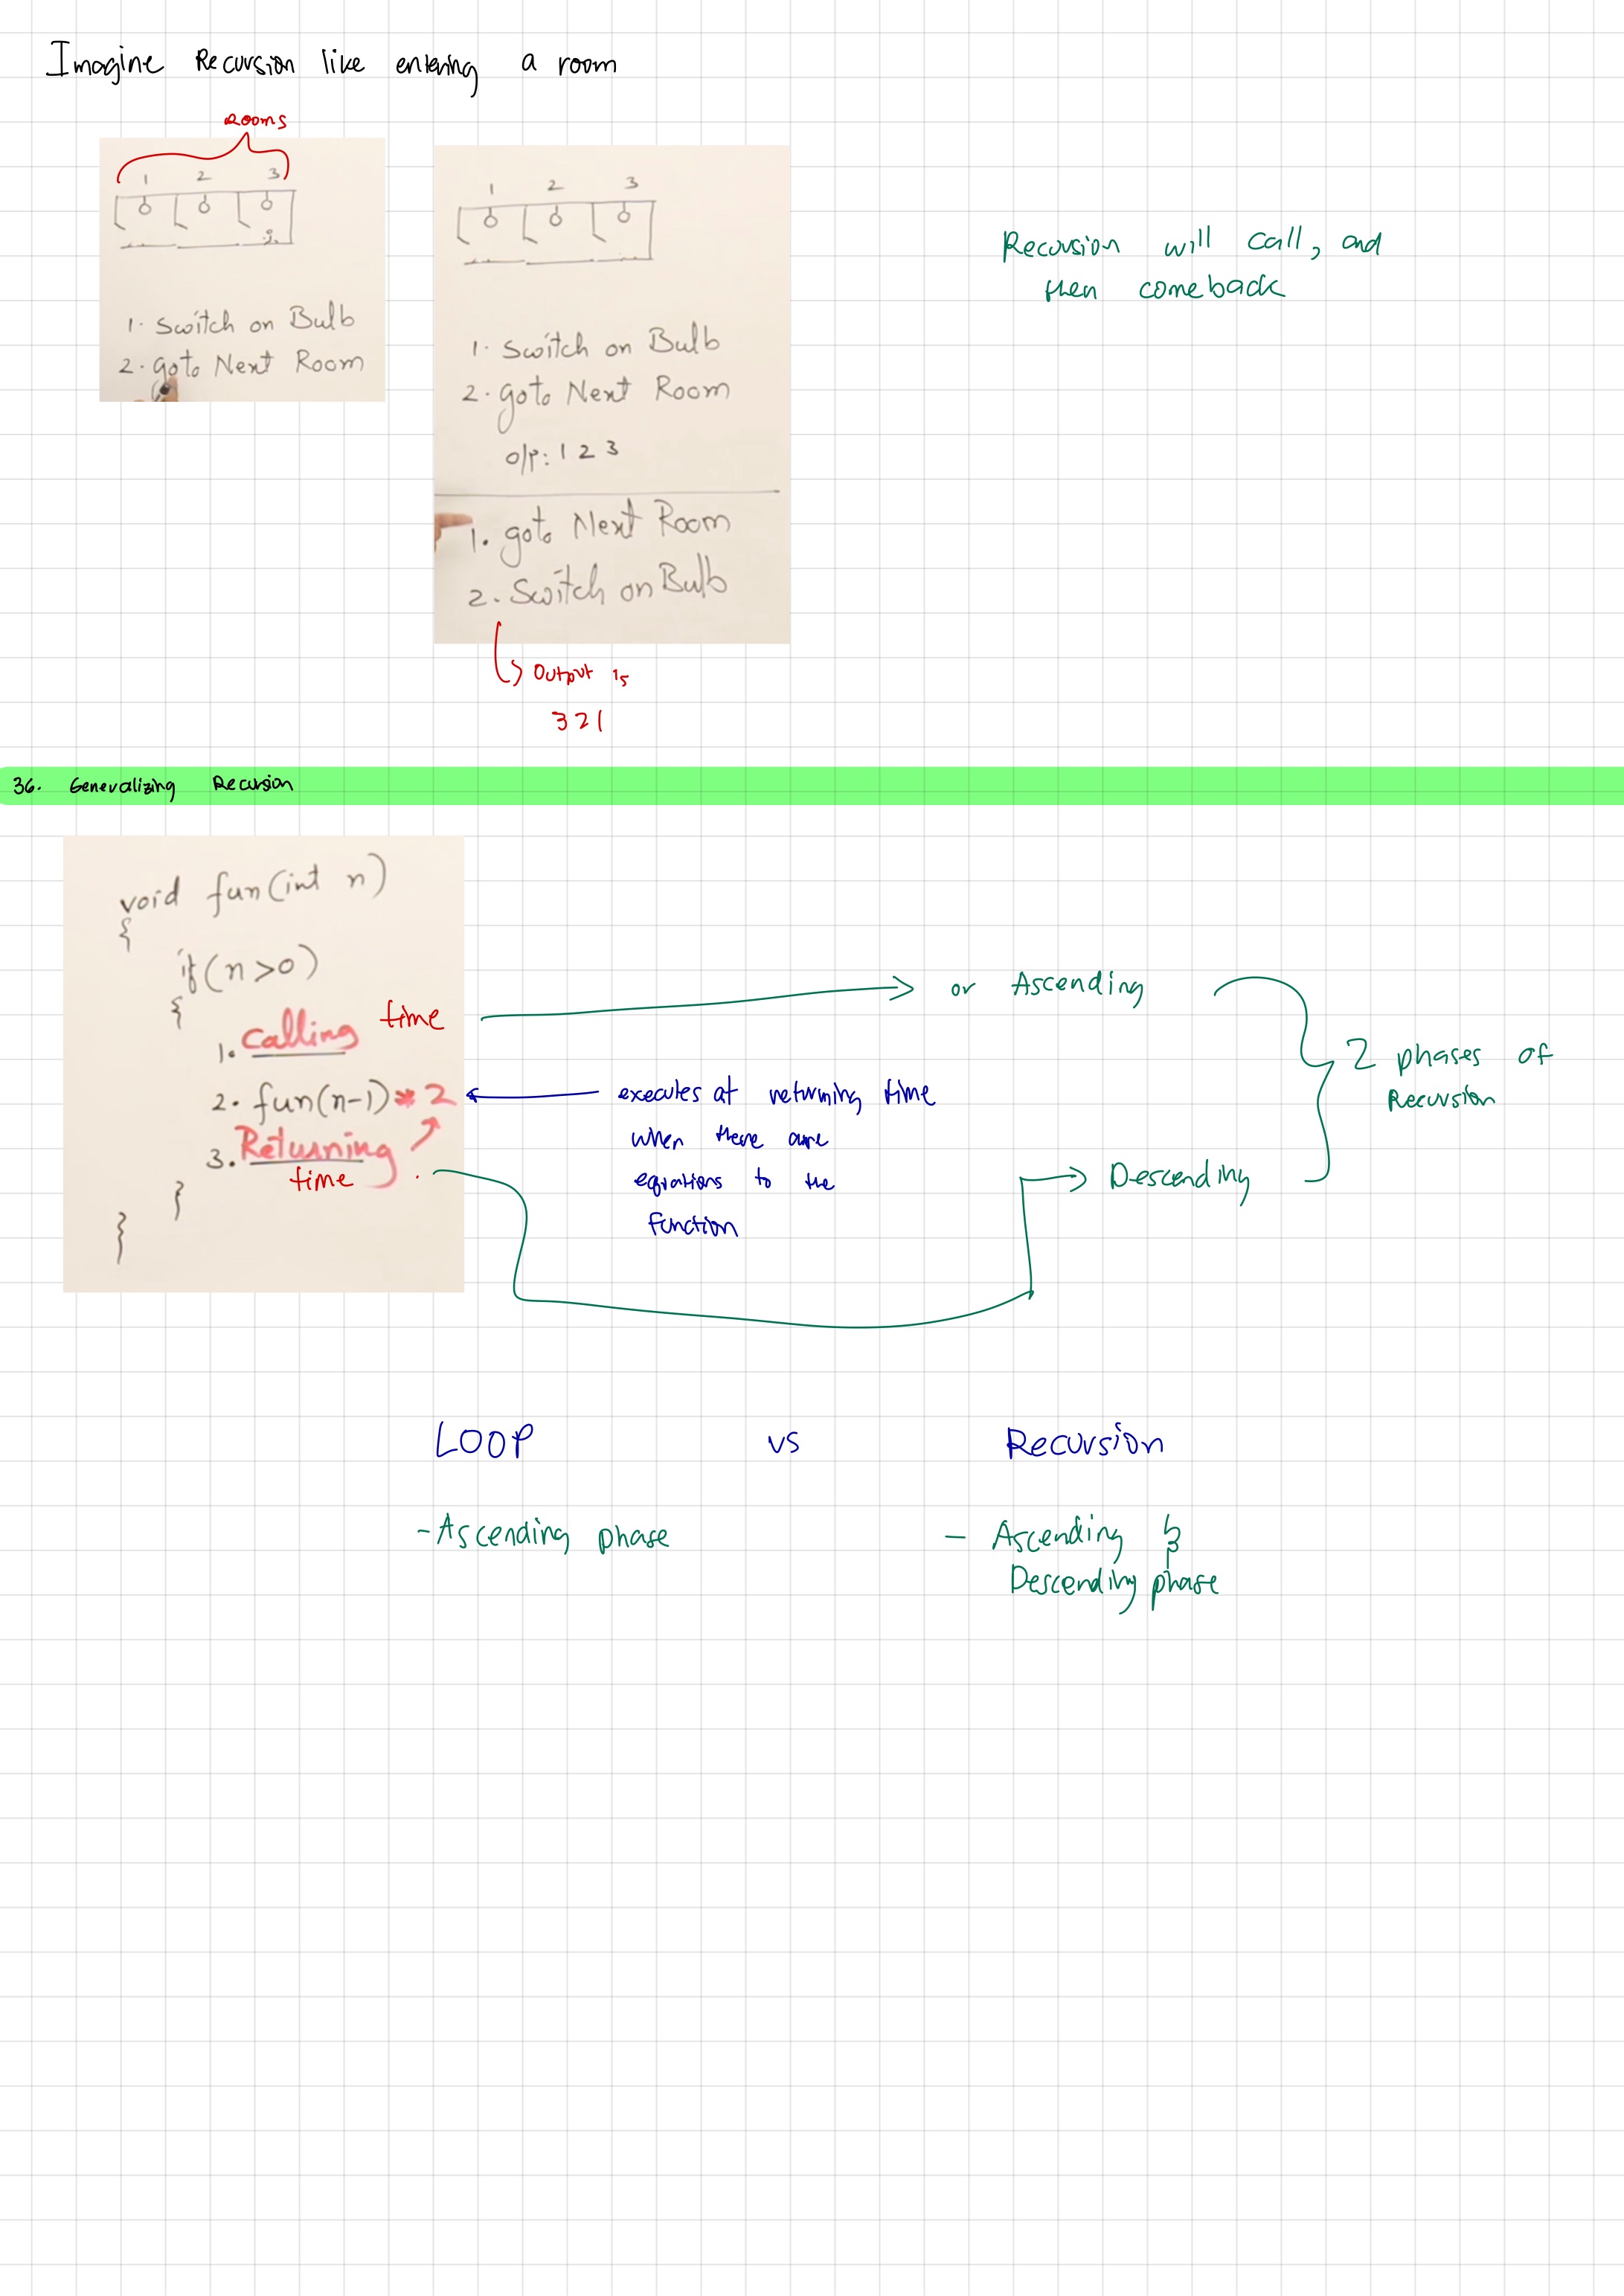 Imagine Recursion like entering a room
Rooms
1 2 3
1. Switch on Bulb
2. goto Next Room
1 2 3
1. Switch on Bulb
2. goto Next Room
o/p: 1 2 3
1. goto Next Room
2. Switch on Bulb
Output is
321
Recursion will call, and
then comeback
36. Generalizing Recursion
void fun(int n)
{
if(n>0)
{
1. Calling time
2. fun(n-1) * 2
3. Returning
time
}
}
or Ascending
executes at returning time
when there are
equations to the
function
Descending
2 phases of
Recursion
LOOP vs Recursion
- Ascending phase
- Ascending &
Descending phase